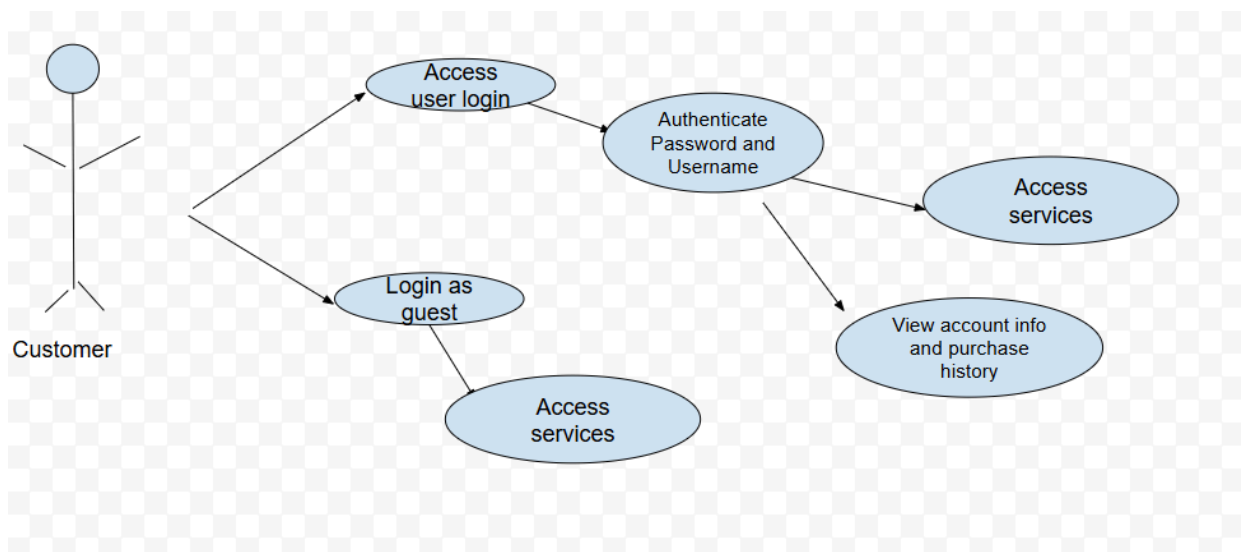 Access
user login
Authenticate
Password and
Username
Access
services
Login as
guest
View account info
and purchase
history
Customer
Access
services